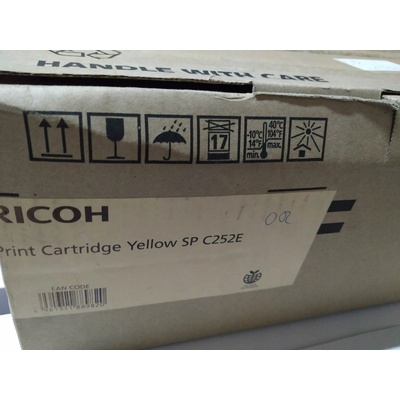 HANDLE WITH CARE
17
-10℃ 40℃
14°F 104°F
min. max.
RICOH
Print Cartridge Yellow SP C252E
EAN CODE